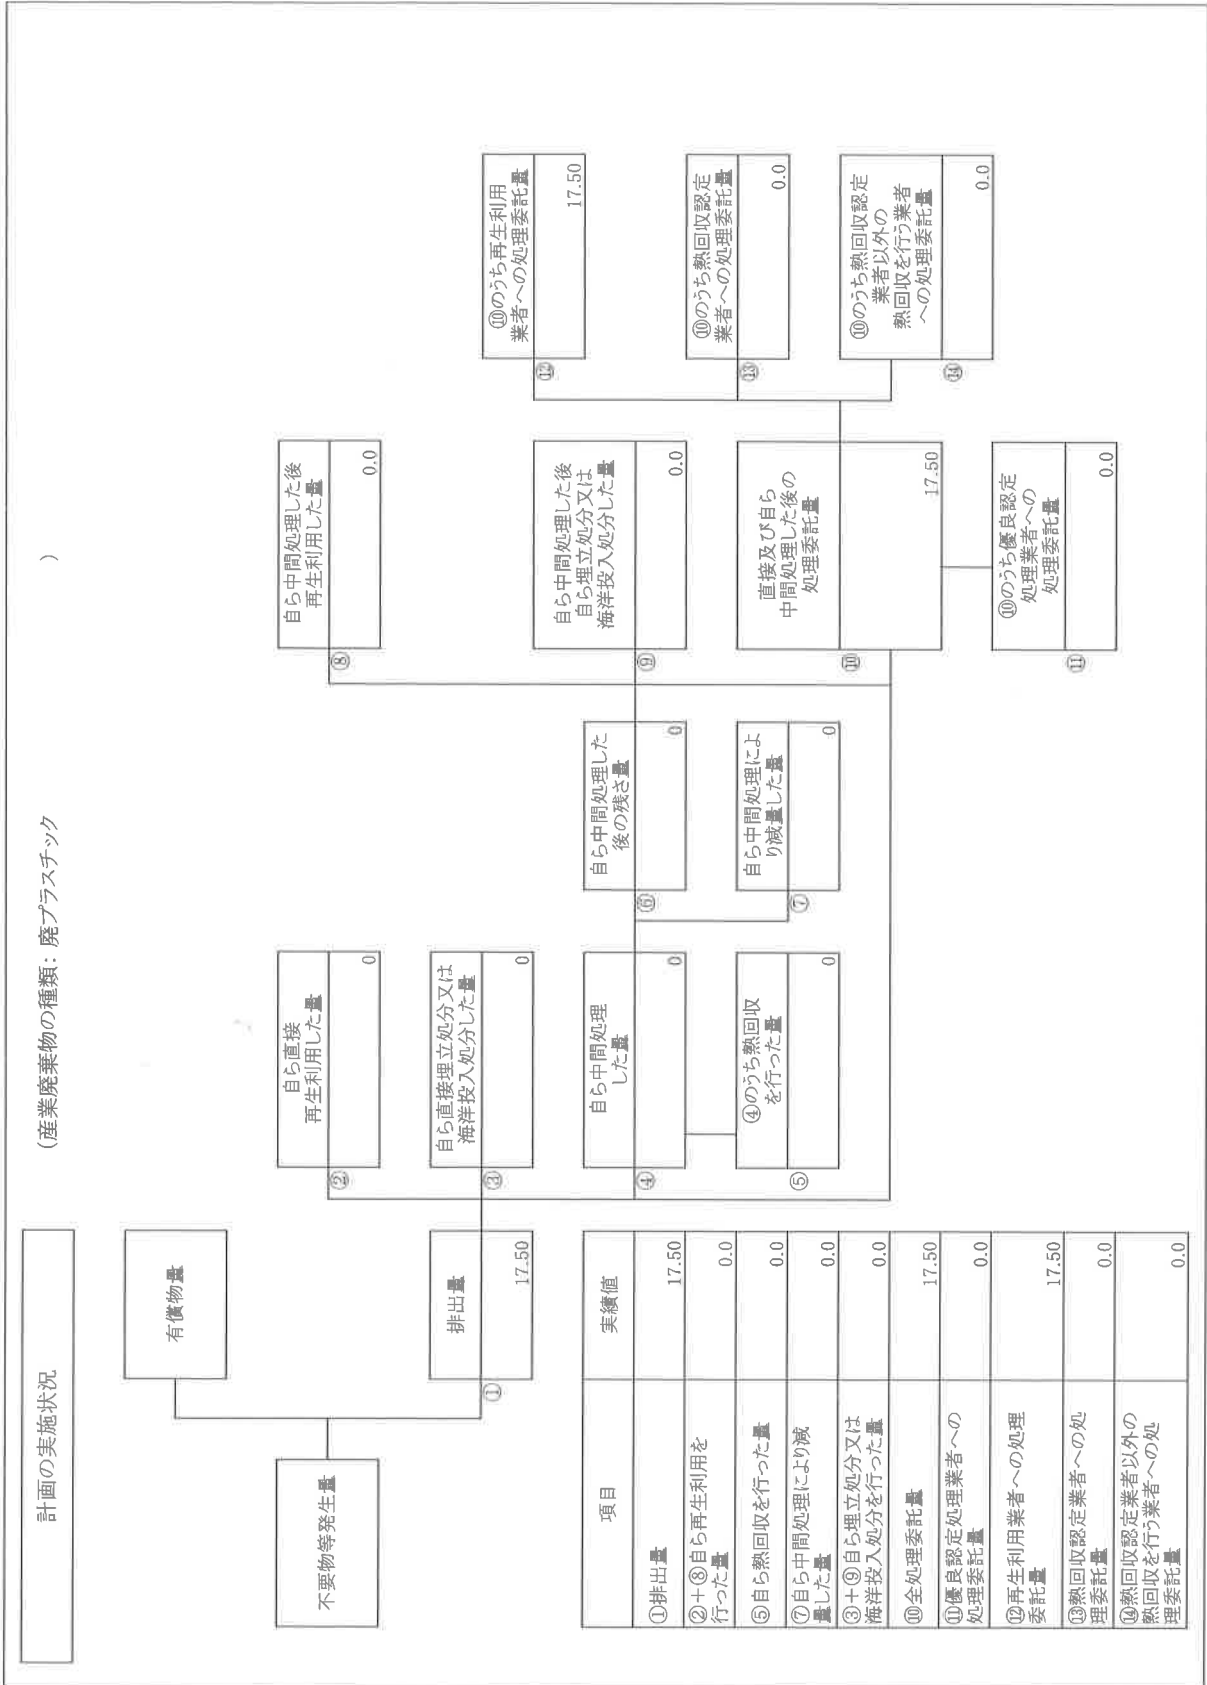 計画の実施状況
(産業廃棄物の種類: 廃プラスチック
)
不要物等発生量
有償物量
排出量
①
17.50
自ら直接
再生利用した量
②
0
自ら直接埋立処分又は
海洋投入処分した量
③
0
自ら中間処理
した量
④
0
④のうち熱回収
を行った量
⑤
0
自ら中間処理した
後の残さ量
⑥
0
自ら中間処理によ
り減量した量
⑦
0
自ら中間処理した後
再生利用した量
⑧
0.0
自ら中間処理した後
自ら埋立処分又は
海洋投入処分した量
⑨
0.0
直接及び自ら
中間処理した後の
処理委託量
⑩
17.50
⑩のうち優良認定
処理業者への
処理委託量
⑪
0.0
⑩のうち再生利用
業者への処理委託量
⑫
17.50
⑩のうち熱回収認定
業者への処理委託量
⑬
0.0
⑩のうち熱回収認定
業者以外の
熱回収を行う業者
への処理委託量
⑭
0.0
項目 実績値
①排出量 17.50
②+⑧自ら再生利用を
行った量 0.0
⑤自ら熱回収を行った量 0.0
⑦自ら中間処理により減
量した量 0.0
③+⑨自ら埋立処分又は
海洋投入処分を行った量 0.0
⑩全処理委託量 17.50
⑪優良認定処理業者への
処理委託量 0.0
⑫再生利用業者への処理
委託量 17.50
⑬熱回収認定業者への処
理委託量 0.0
⑭熱回収認定業者以外の
熱回収を行う業者への処
理委託量 0.0